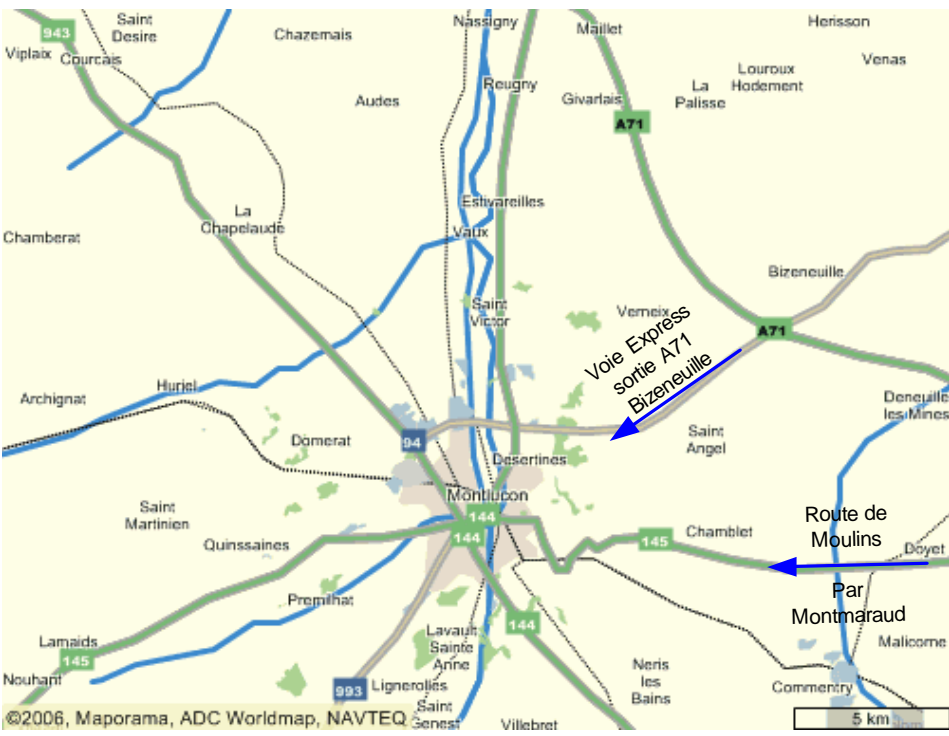 Nassigny
Saint
Desire
943
Chazemais
Maillet
Herisson
Viplaix
Courcais
Venas
Louroux
Hodement
La
Palisse
Reugny
Givarlais
Audes
A71
Estivareilles
La
Chapelaude
Vaux
Chamberat
Bizeneuille
Saint
Victor
Verneix
A71
Voie Express
sortie A71
Bizeneuille
Huriel
Archignat
Deneuille
les Mines
94
Domerat
Saint
Angel
Desertines
Montlucon
Saint
Martinien
144
Route de
Moulins
144
145
Chamblet
Quinssaines
Doyet
Premilhat
Par
Montmaraud
144
Lavault
Sainte
Anne
Lamaids
145
Malicorne
Neris
les
Bains
Nouhant
993
Lignerolles
Commentry
©2006, Maporama, ADC Worldmap, NAVTEQ
Saint
Genest
Villebret
5 km